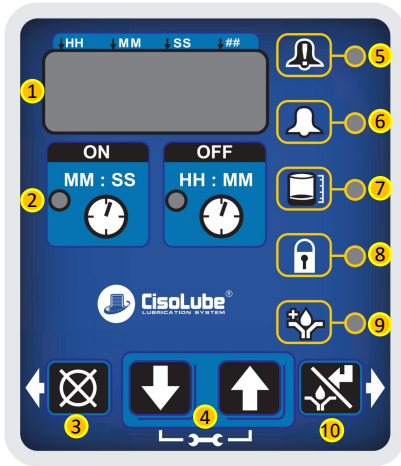 HH MM SS ##
1
5
6
ON OFF
MM : SS HH : MM
2
7
8
CisoLube®
LUBRICATION SYSTEM
9
3
4
10